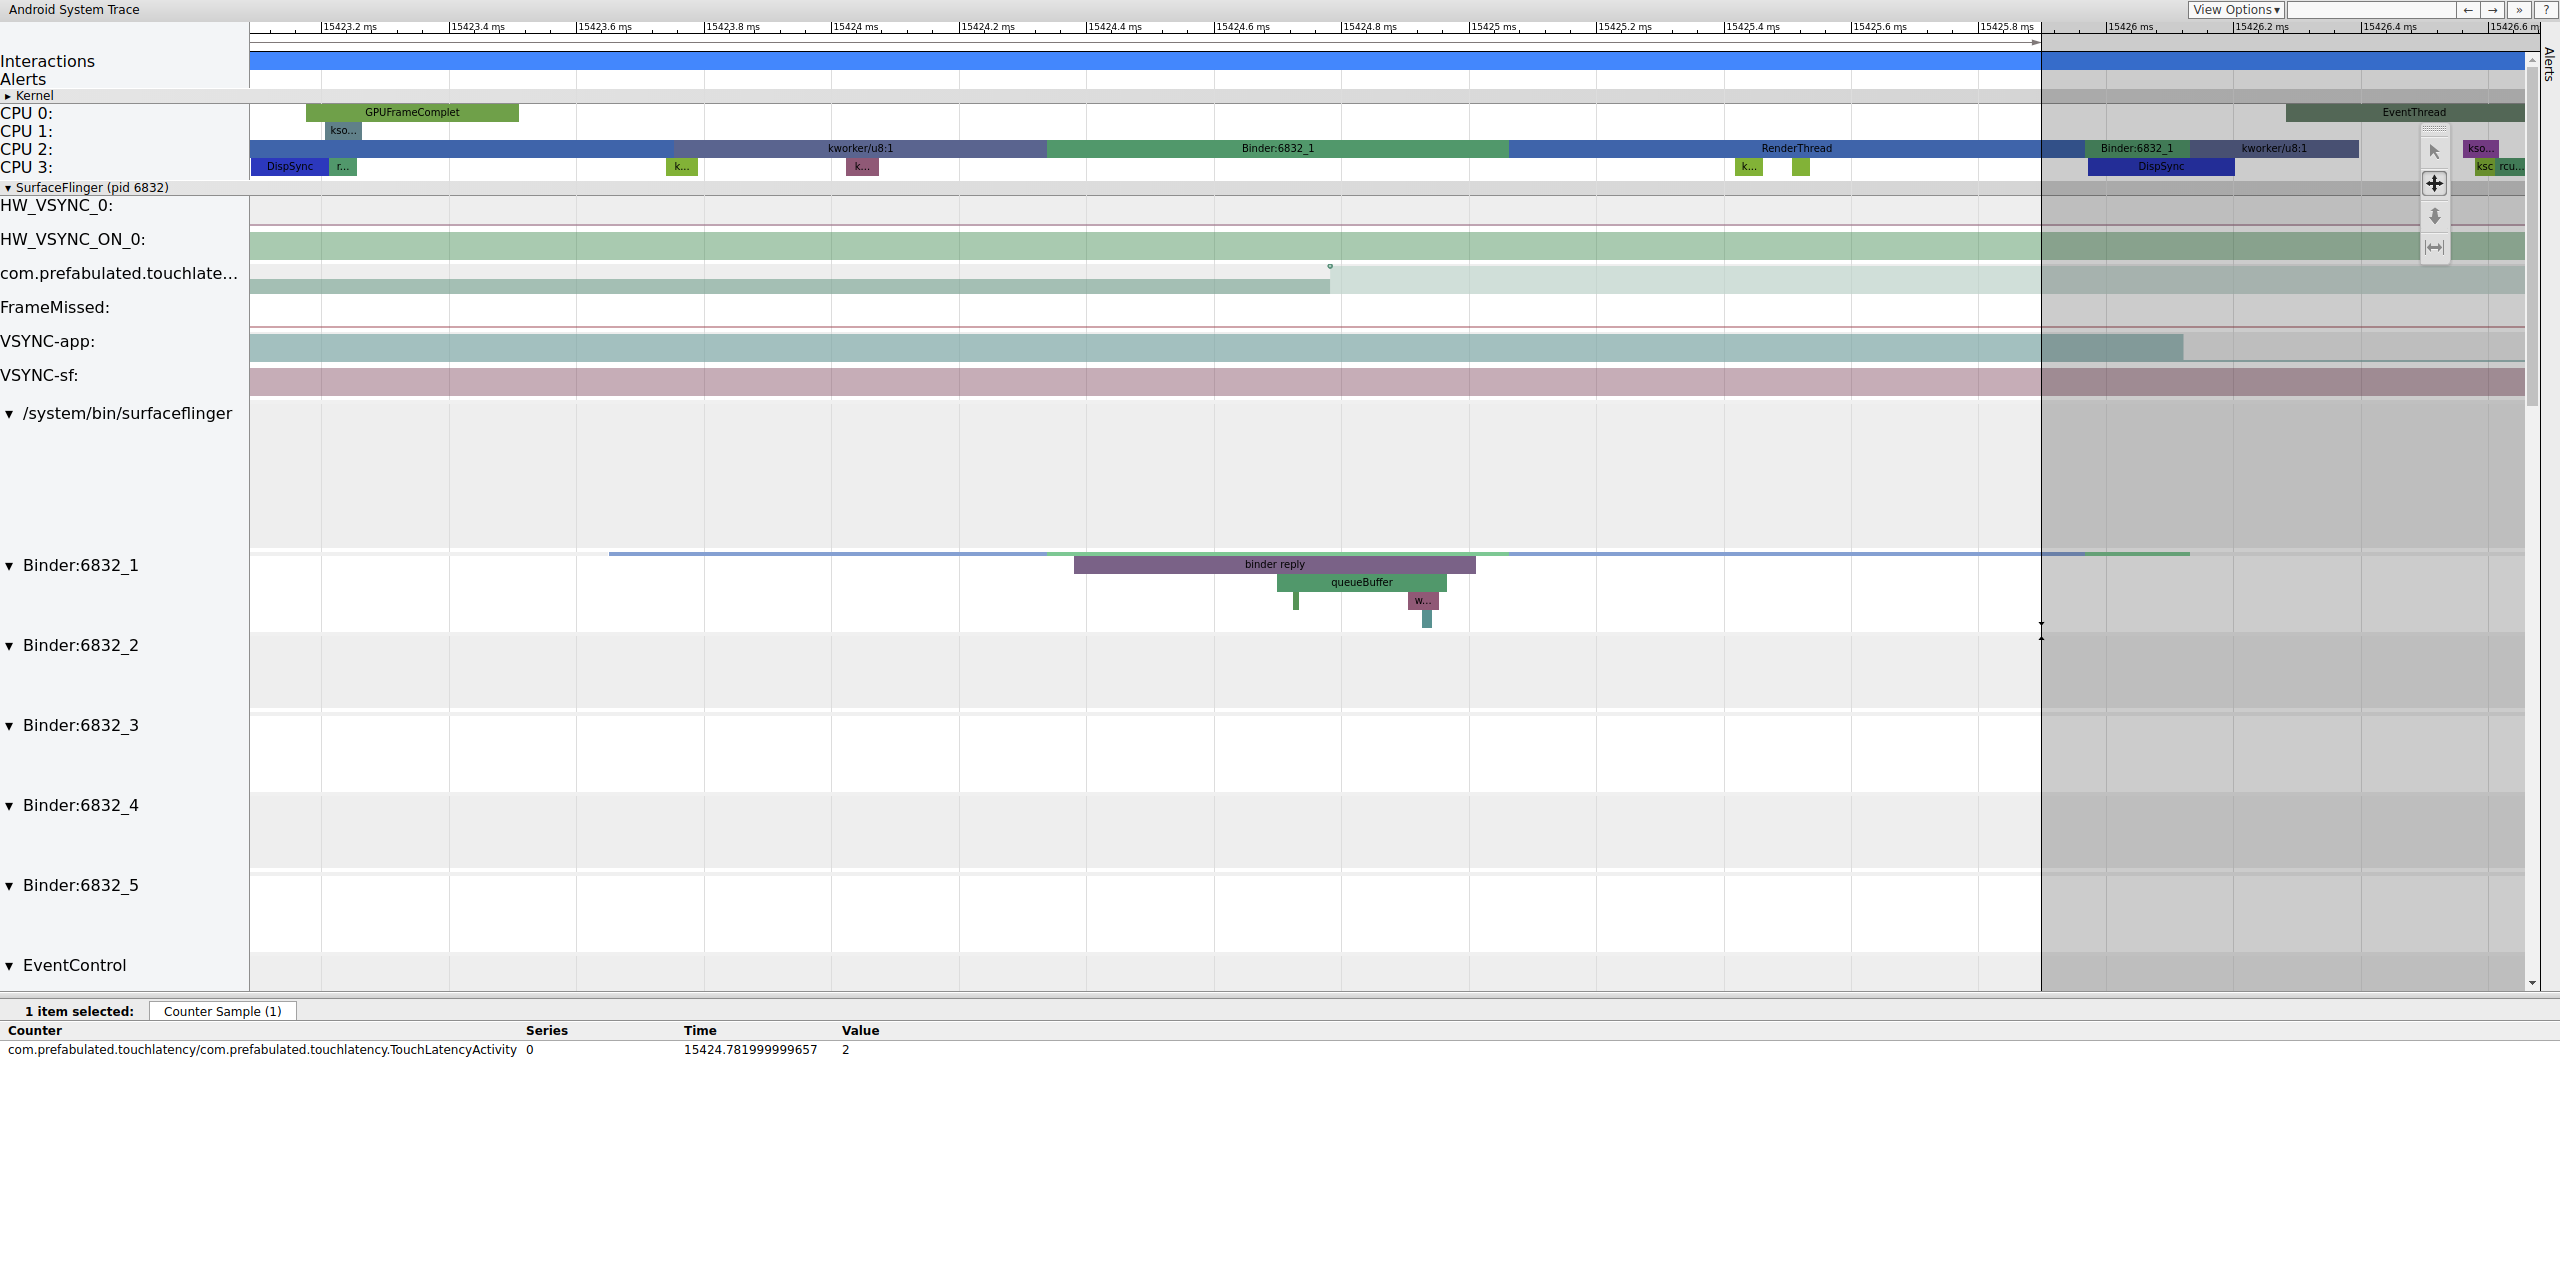 Android System Trace
View Options▾ ← → » ?
15423.2 ms 15423.4 ms 15423.6 ms 15423.8 ms 15424 ms 15424.2 ms 15424.4 ms 15424.6 ms 15424.8 ms 15425 ms 15425.2 ms 15425.4 ms 15425.6 ms 15425.8 ms 15426 ms 15426.2 ms 15426.4 ms 15426.6 m
Alerts
Interactions
Alerts
▸ Kernel
CPU 0: GPUFrameComplet EventThread
CPU 1: kso...
CPU 2: kworker/u8:1 Binder:6832_1 RenderThread Binder:6832_1 kworker/u8:1 kso...
CPU 3: DispSync r... k... k... k... DispSync ksc rcu...
▾ SurfaceFlinger (pid 6832)
HW_VSYNC_0:
HW_VSYNC_ON_0:
com.prefabulated.touchlate...
FrameMissed:
VSYNC-app:
VSYNC-sf:
▼ /system/bin/surfaceflinger
▼ Binder:6832_1
binder reply
queueBuffer
w...
▼ Binder:6832_2
▼ Binder:6832_3
▼ Binder:6832_4
▼ Binder:6832_5
▼ EventControl
1 item selected: Counter Sample (1)
Counter Series Time Value
com.prefabulated.touchlatency/com.prefabulated.touchlatency.TouchLatencyActivity 0 15424.781999999657 2